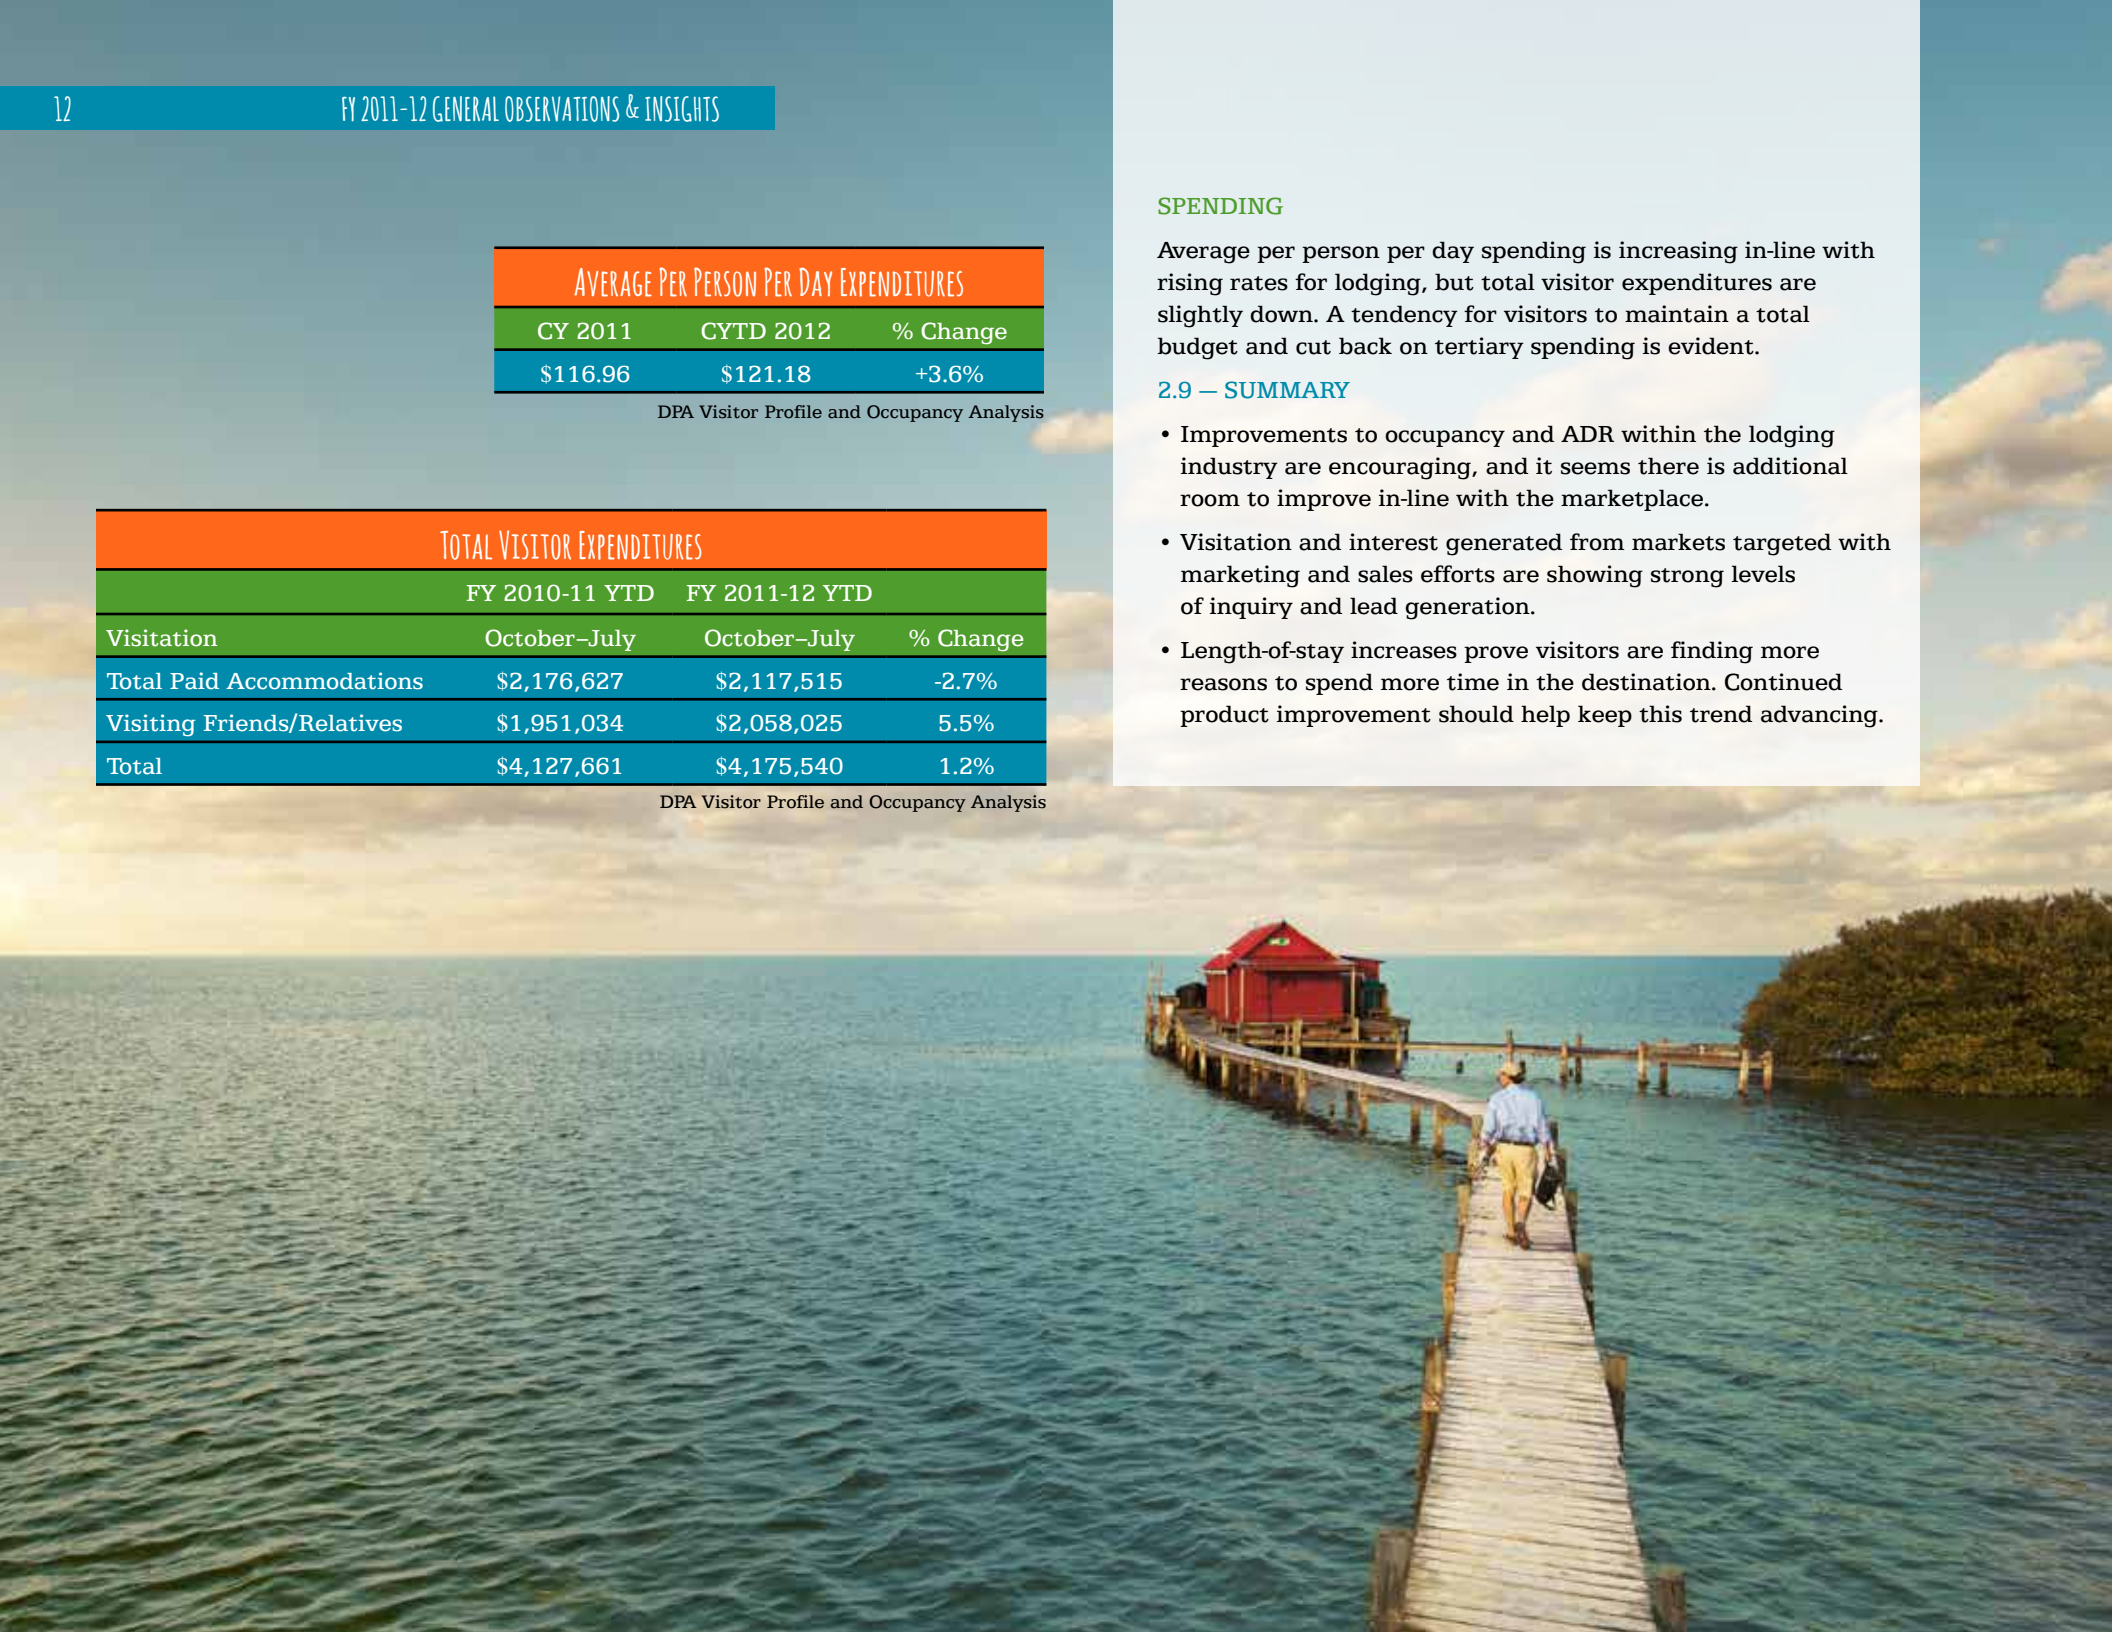 12
FY 2011-12 GENERAL OBSERVATIONS & INSIGHTS
AVERAGE PER PERSON PER DAY EXPENDITURES
CY 2011 CYTD 2012 % Change
$116.96 $121.18 +3.6%
DPA Visitor Profile and Occupancy Analysis
TOTAL VISITOR EXPENDITURES
FY 2010-11 YTD FY 2011-12 YTD
Visitation October–July October–July % Change
Total Paid Accommodations $2,176,627 $2,117,515 -2.7%
Visiting Friends/Relatives $1,951,034 $2,058,025 5.5%
Total $4,127,661 $4,175,540 1.2%
DPA Visitor Profile and Occupancy Analysis
SPENDING
Average per person per day spending is increasing in-line with
rising rates for lodging, but total visitor expenditures are
slightly down. A tendency for visitors to maintain a total
budget and cut back on tertiary spending is evident.
2.9 — SUMMARY
• Improvements to occupancy and ADR within the lodging
industry are encouraging, and it seems there is additional
room to improve in-line with the marketplace.
• Visitation and interest generated from markets targeted with
marketing and sales efforts are showing strong levels
of inquiry and lead generation.
• Length-of-stay increases prove visitors are finding more
reasons to spend more time in the destination. Continued
product improvement should help keep this trend advancing.